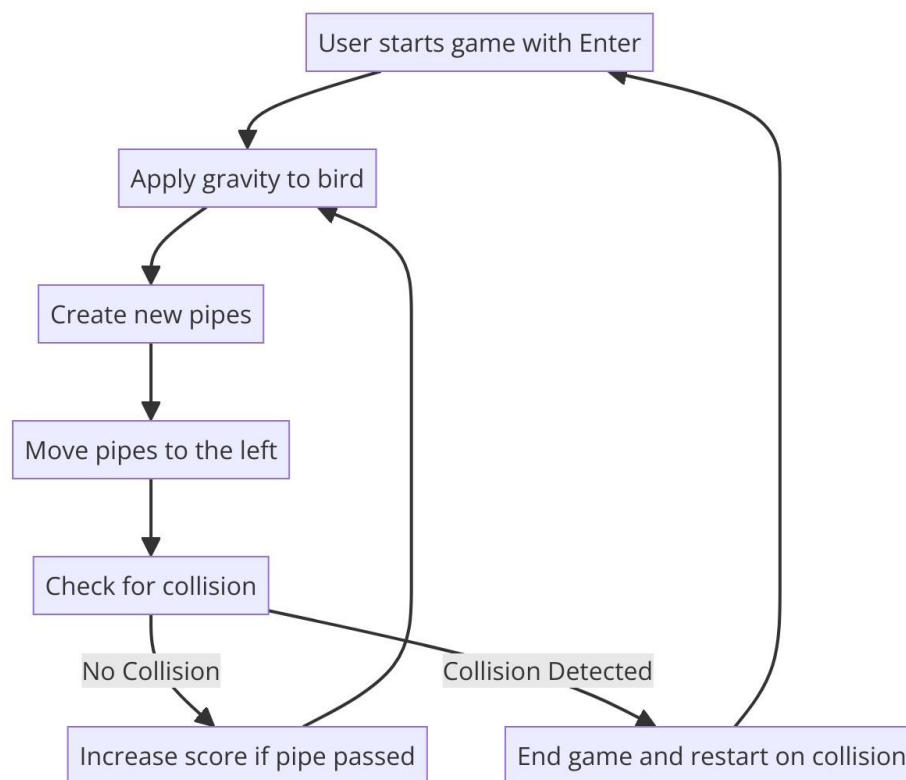 User starts game with Enter
Apply gravity to bird
Create new pipes
Move pipes to the left
Check for collision
No Collision
Collision Detected
Increase score if pipe passed
End game and restart on collision